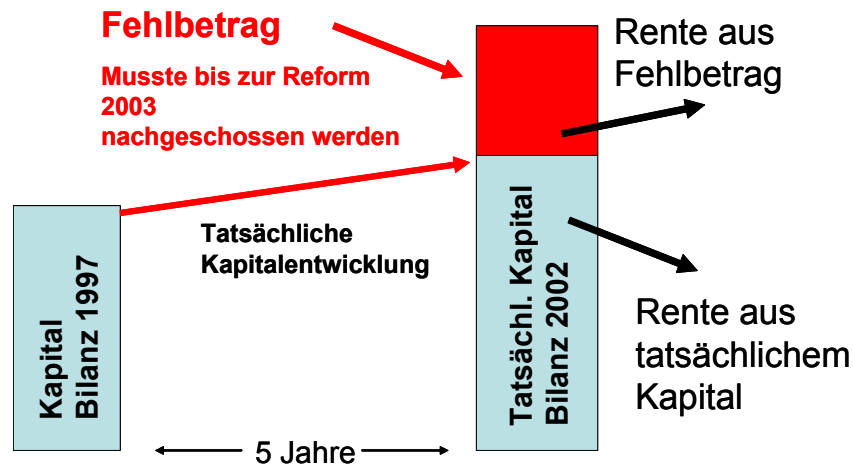 Fehlbetrag
Musste bis zur Reform
2003
nachgeschossen werden
Rente aus
Fehlbetrag
Tatsächliche
Kapitalentwicklung
Kapital
Bilanz 1997
Tatsächl. Kapital
Bilanz 2002
Rente aus
tatsächlichem
Kapital
5 Jahre